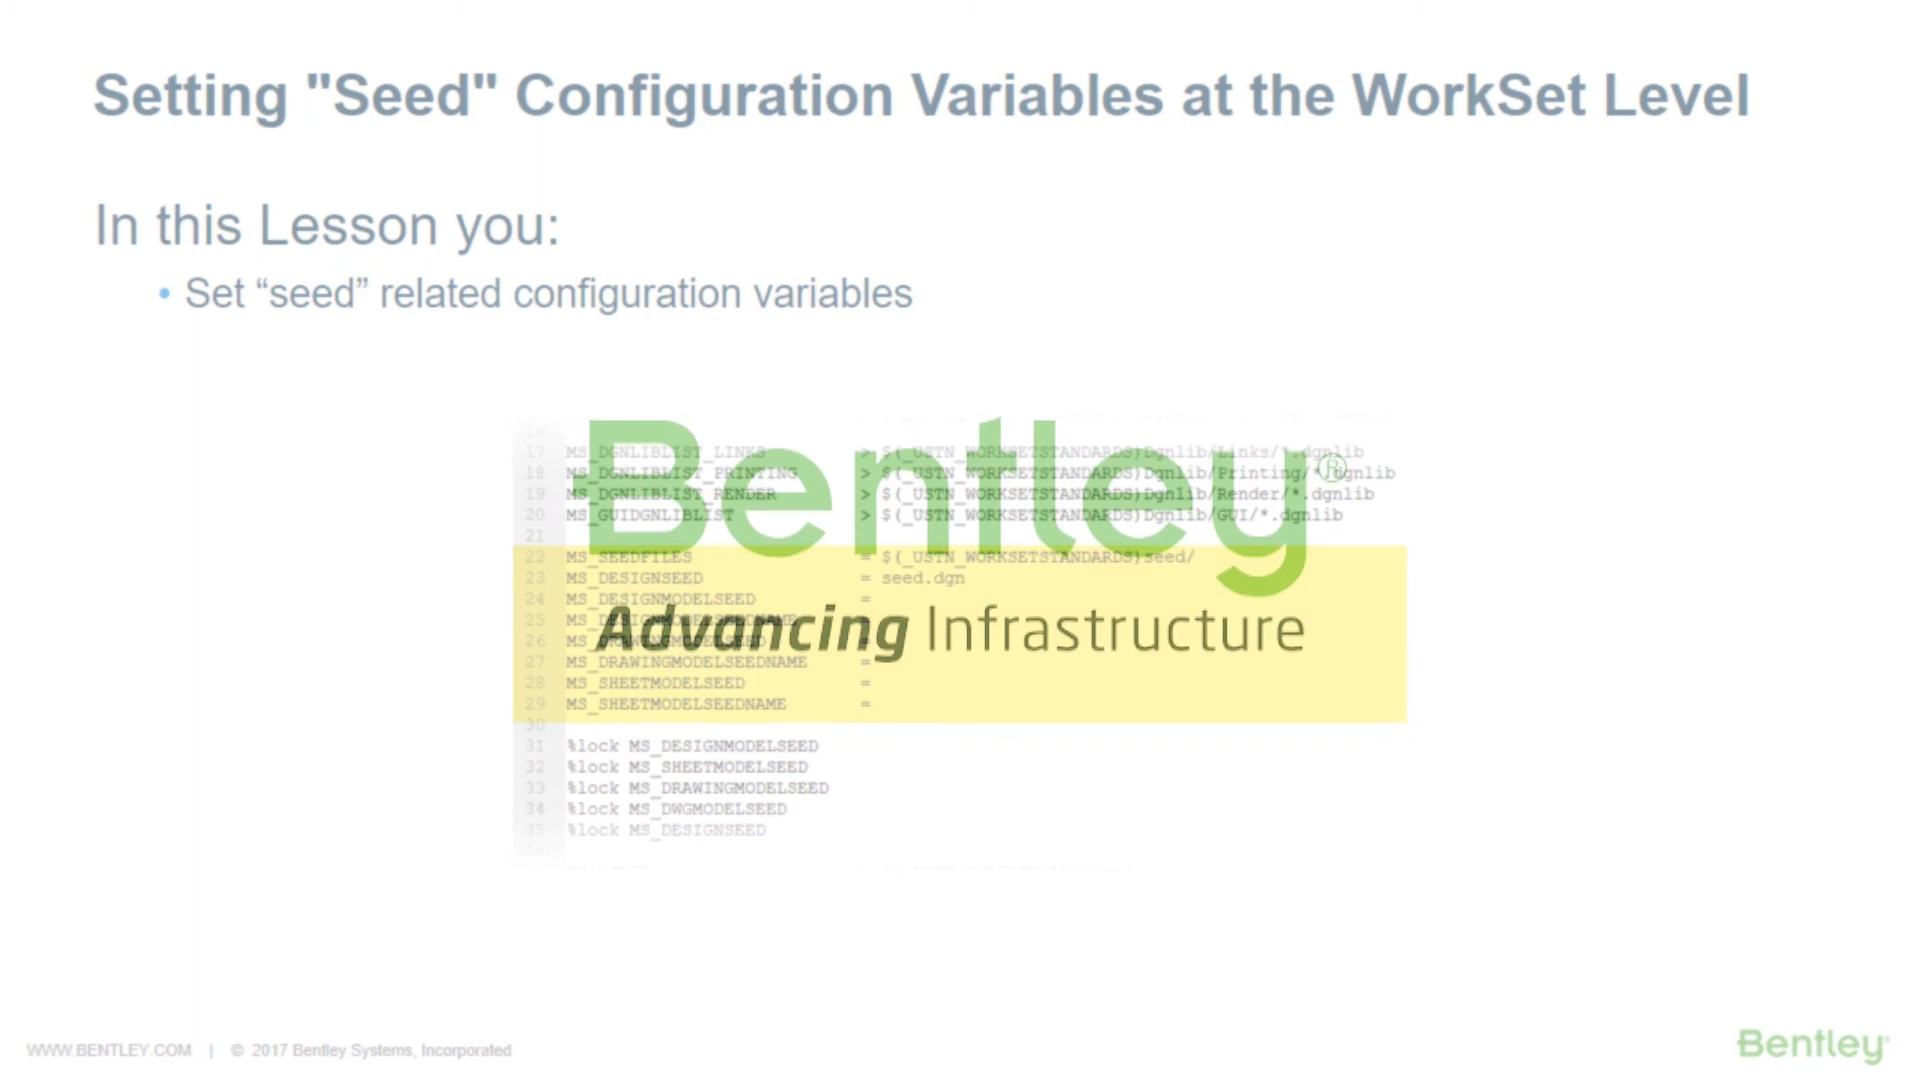 Setting "Seed" Configuration Variables at the WorkSet Level
In this Lesson you:
• Set “seed” related configuration variables
Bentley®
Advancing Infrastructure
17 MS_DGNLIBLIST_LINKS > $(_USTN_WORKSETSTANDARDS)Dgnlib/Links/*.dgnlib
18 MS_DGNLIBLIST_PRINTING > $(_USTN_WORKSETSTANDARDS)Dgnlib/Printing/*.dgnlib
19 MS_DGNLIBLIST_RENDER > $(_USTN_WORKSETSTANDARDS)Dgnlib/Render/*.dgnlib
20 MS_GUIDGNLIBLIST > $(_USTN_WORKSETSTANDARDS)Dgnlib/GUI/*.dgnlib
21
22 MS_SEEDFILES = $(_USTN_WORKSETSTANDARDS)seed/
23 MS_DESIGNSEED = seed.dgn
24 MS_DESIGNMODELSEED =
25 MS_DESIGNMODELSEEDNAME =
26 MS_DRAWINGMODELSEED =
27 MS_DRAWINGMODELSEEDNAME =
28 MS_SHEETMODELSEED =
29 MS_SHEETMODELSEEDNAME =
30
31 %lock MS_DESIGNMODELSEED
32 %lock MS_SHEETMODELSEED
33 %lock MS_DRAWINGMODELSEED
34 %lock MS_DWGMODELSEED
35 %lock MS_DESIGNSEED
WWW.BENTLEY.COM | © 2017 Bentley Systems, Incorporated
Bentley®